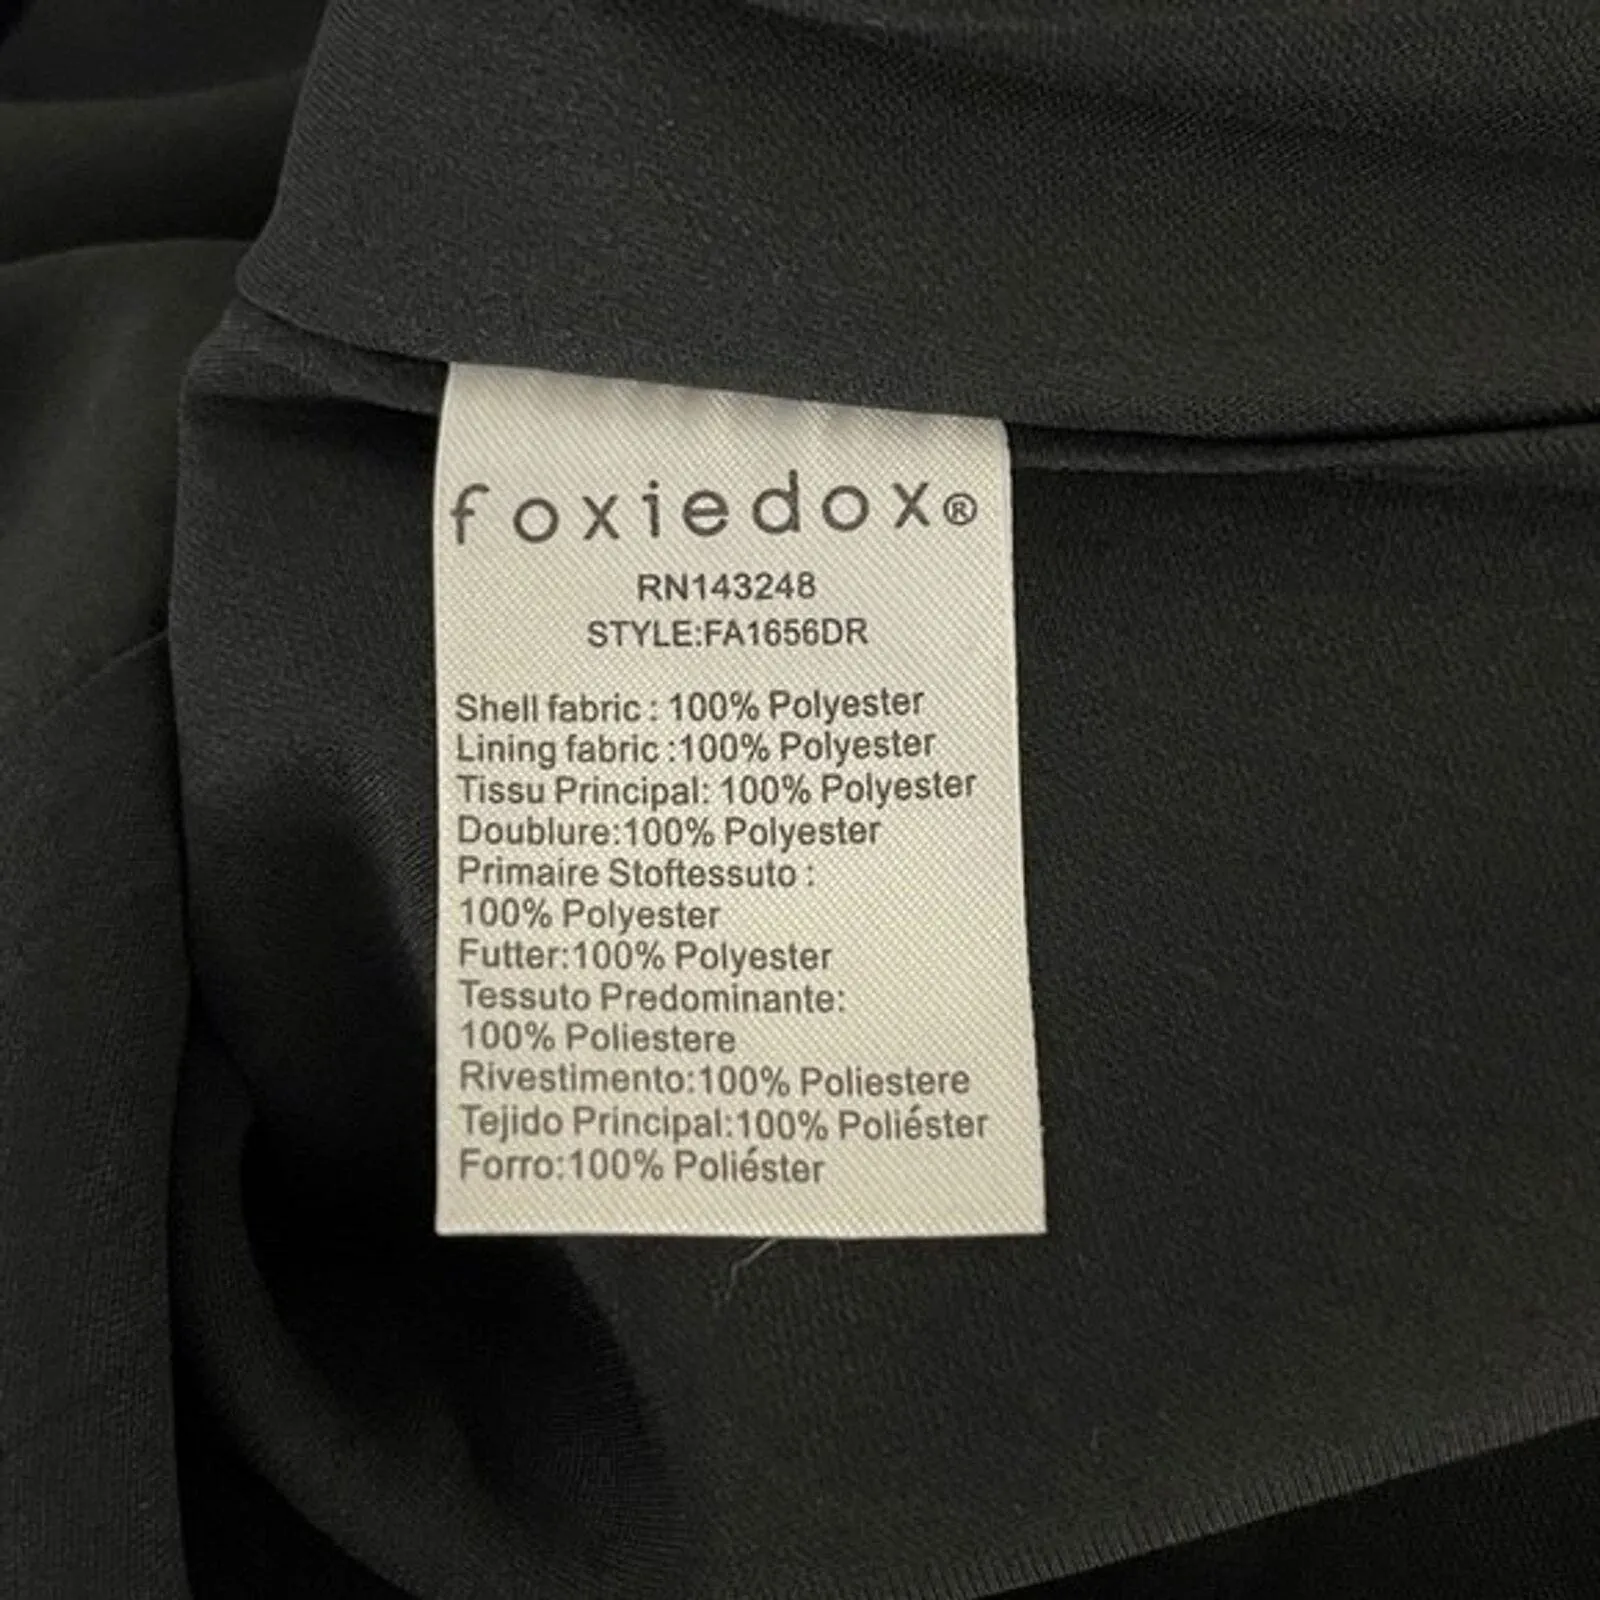 foxiedox®
RN143248
STYLE:FA1656DR
Shell fabric : 100% Polyester
Lining fabric :100% Polyester
Tissu Principal: 100% Polyester
Doublure:100% Polyester
Primaire Stoftessuto :
100% Polyester
Futter:100% Polyester
Tessuto Predominante:
100% Poliestere
Rivestimento:100% Poliestere
Tejido Principal:100% Poliéster
Forro:100% Poliéster